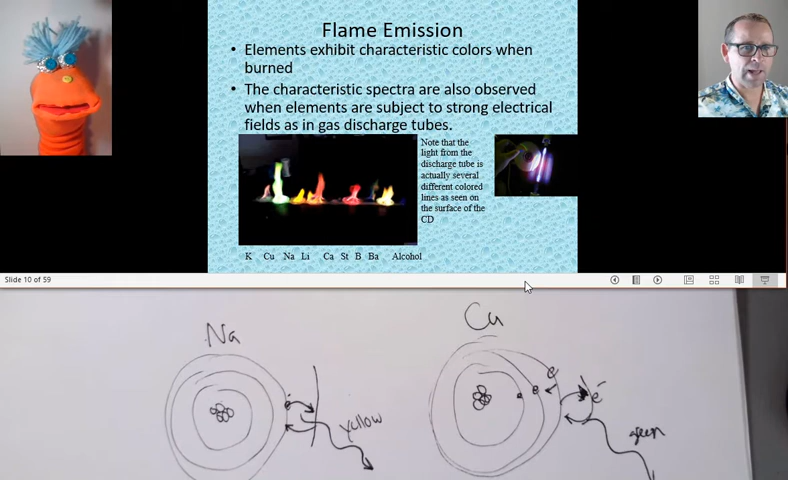 Flame Emission
• Elements exhibit characteristic colors when
burned
• The characteristic spectra are also observed
when elements are subject to strong electrical
fields as in gas discharge tubes.
Note that the
light from the
discharge tube is
actually several
different colored
lines as seen on
the surface of the
CD
K Cu Na Li Ca St B Ba Alcohol
Slide 10 of 59
Na
Cu
e
e
e⁻
yellow
green